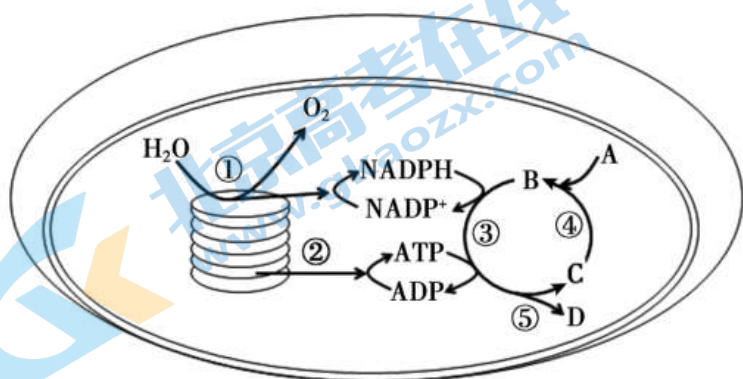 北京高考在线
www.gkaozx.com
O₂
H₂O
①
NADPH
NADP⁺
A
B
③
④
②
ATP
ADP
C
⑤
D